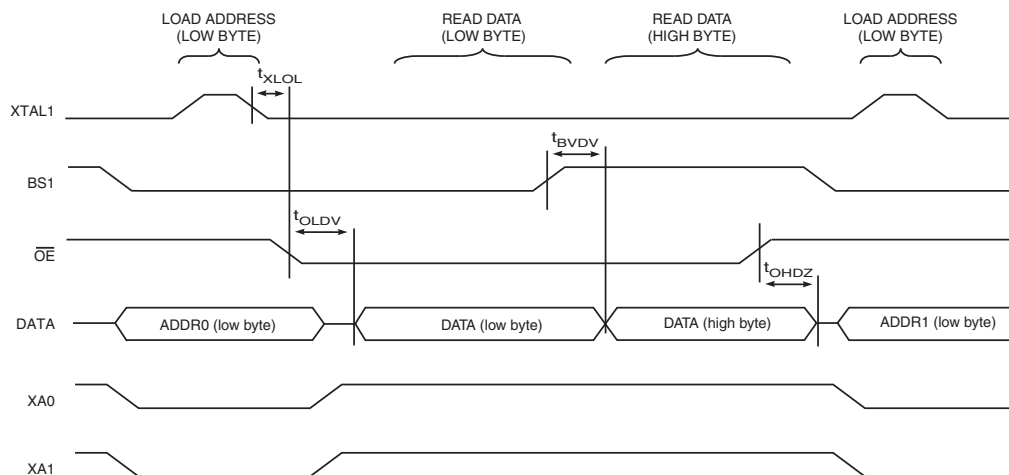 LOAD ADDRESS
(LOW BYTE)
READ DATA
(LOW BYTE)
READ DATA
(HIGH BYTE)
LOAD ADDRESS
(LOW BYTE)
tXLOL
XTAL1
tBVDV
BS1
tOLDV
OE
tOHDZ
DATA
ADDR0 (low byte)
DATA (low byte)
DATA (high byte)
ADDR1 (low byte)
XA0
XA1